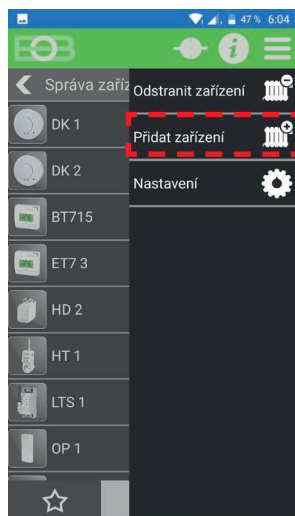 47 % 6:04
EOB
Správa zaříz
Odstranit zařízení
Přidat zařízení
Nastavení
DK 1
DK 2
BT715
ET7 3
HD 2
HT 1
LTS 1
OP 1